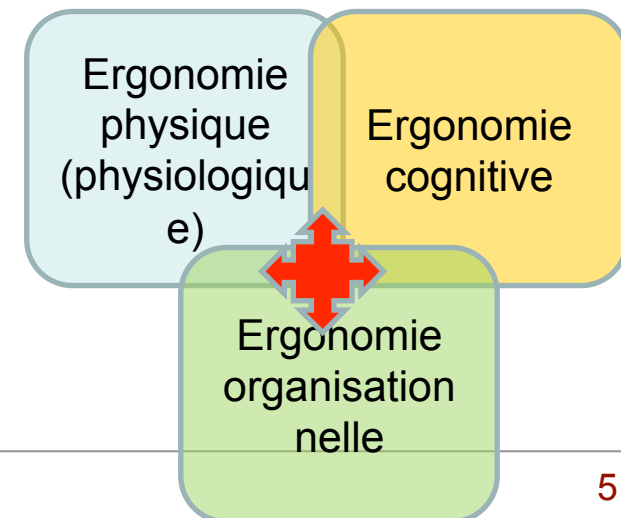 Ergonomie
physique
(physiologiqu
e)
Ergonomie
cognitive
Ergonomie
organisation
nelle
5